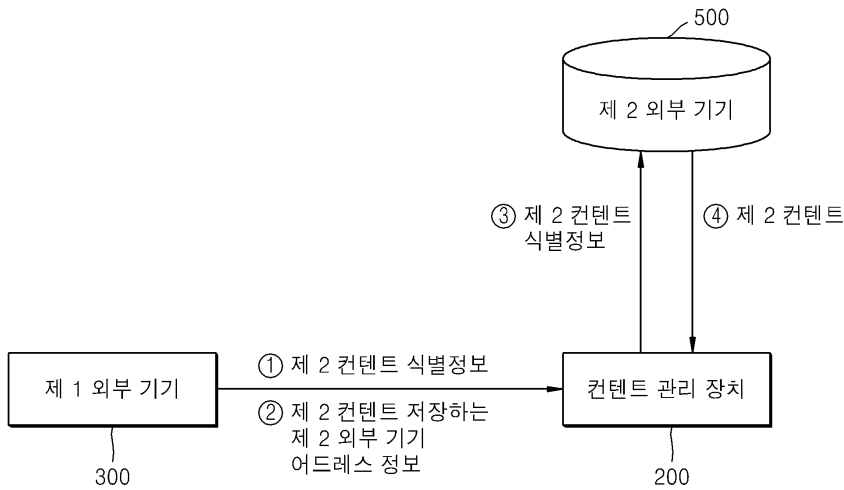 500
제 2 외부 기기
③ 제 2 컨텐트
식별정보
④ 제 2 컨텐트
① 제 2 컨텐트 식별정보
제 1 외부 기기
컨텐트 관리 장치
② 제 2 컨텐트 저장하는
제 2 외부 기기
어드레스 정보
300
200